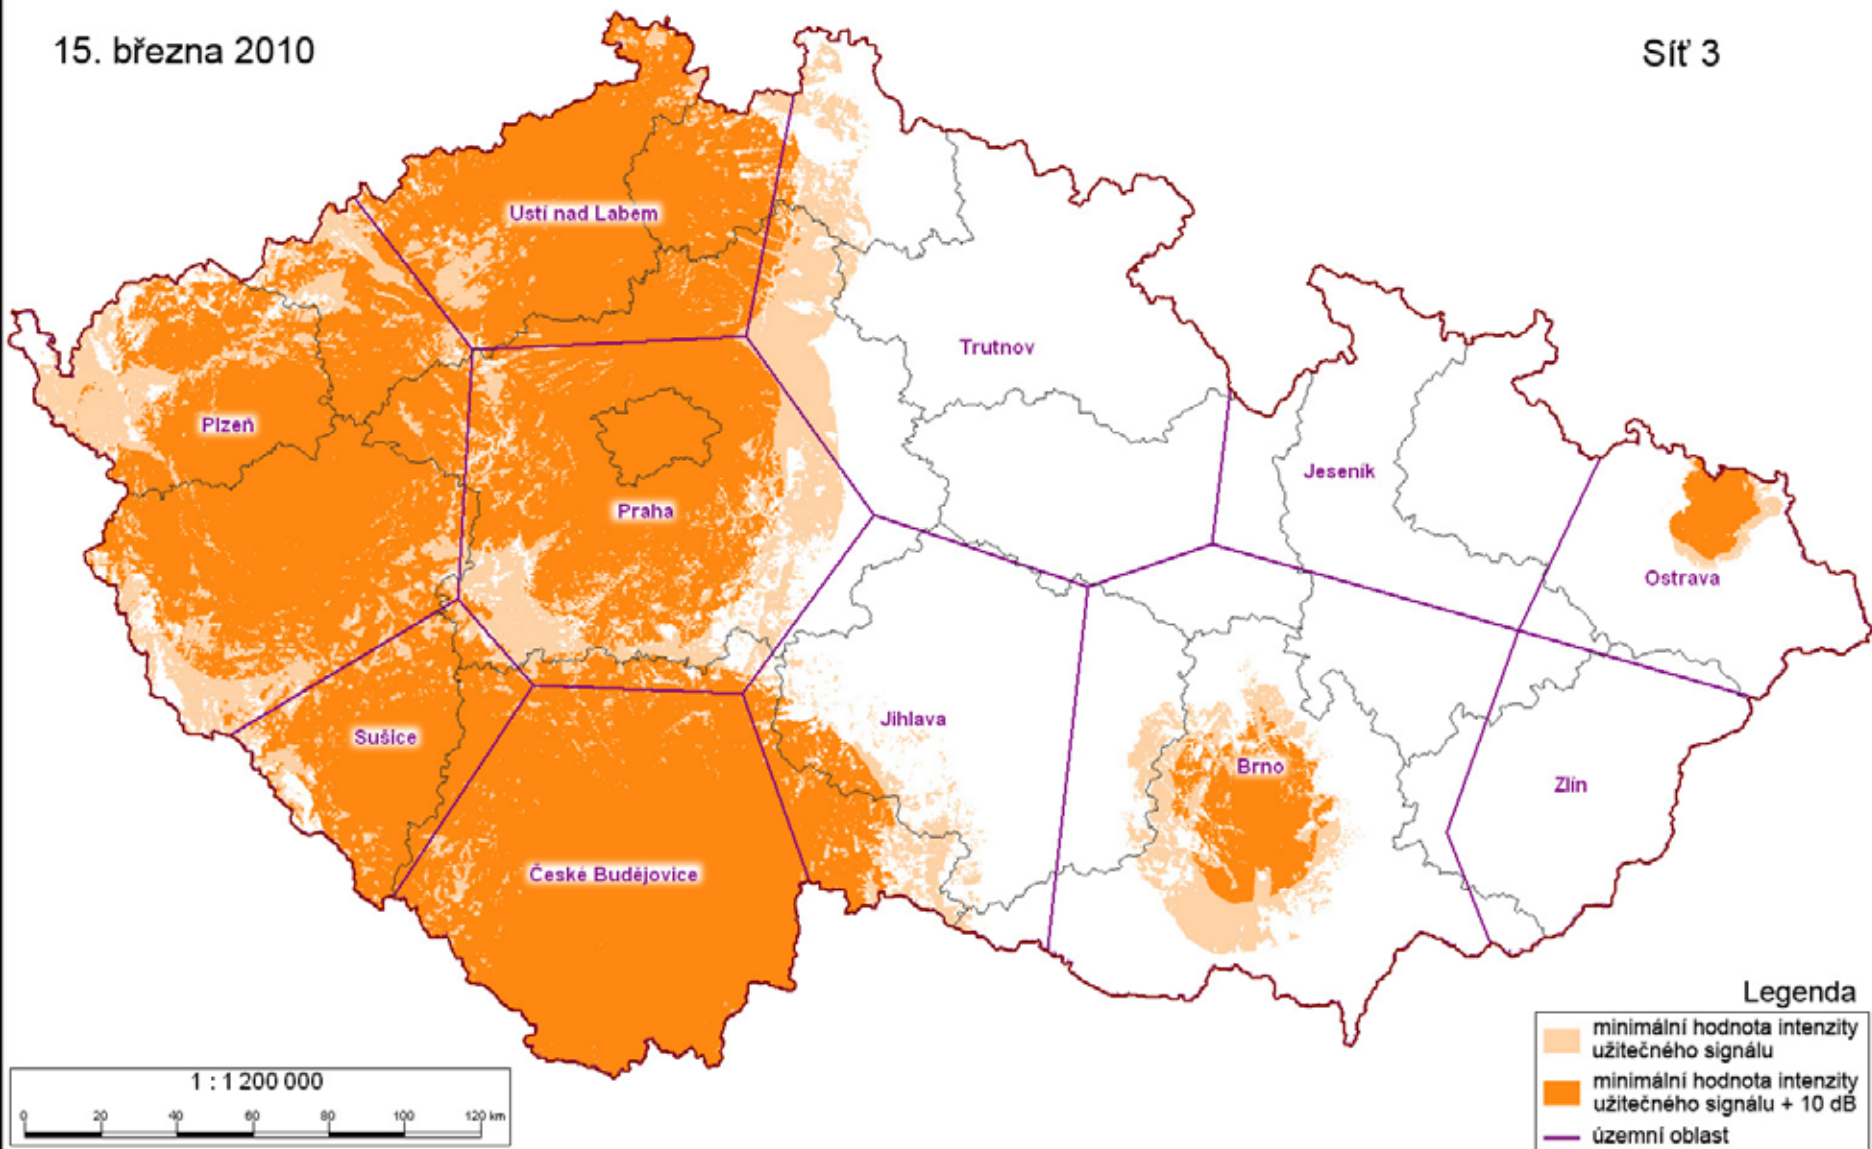 15. března 2010
Síť 3
Ustí nad Labem
Trutnov
Plzeň
Jeseník
Praha
Ostrava
Jihlava
Sušice
Brno
Zlín
České Budějovice
Legenda
minimální hodnota intenzity
užitečného signálu
minimální hodnota intenzity
užitečného signálu + 10 dB
územní oblast
1 : 1 200 000
0 20 40 60 80 100 120 km